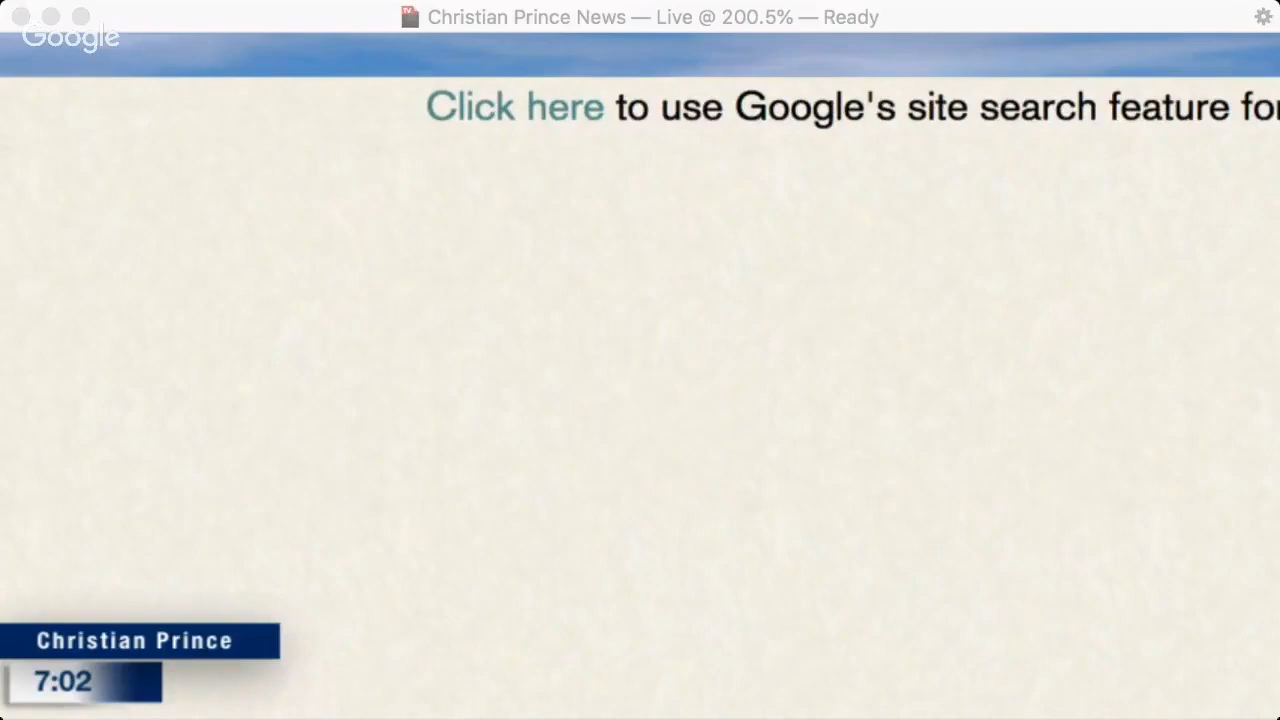 Christian Prince News — Live @ 200.5% — Ready
Google
Click here to use Google's site search feature for
Christian Prince
7:02